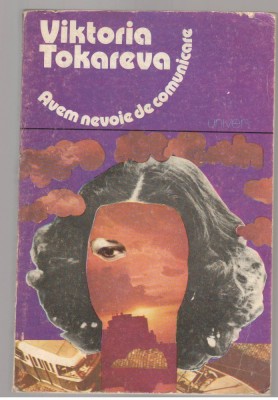 Viktoria
Tokareva
Avem nevoie de comunicare
univers